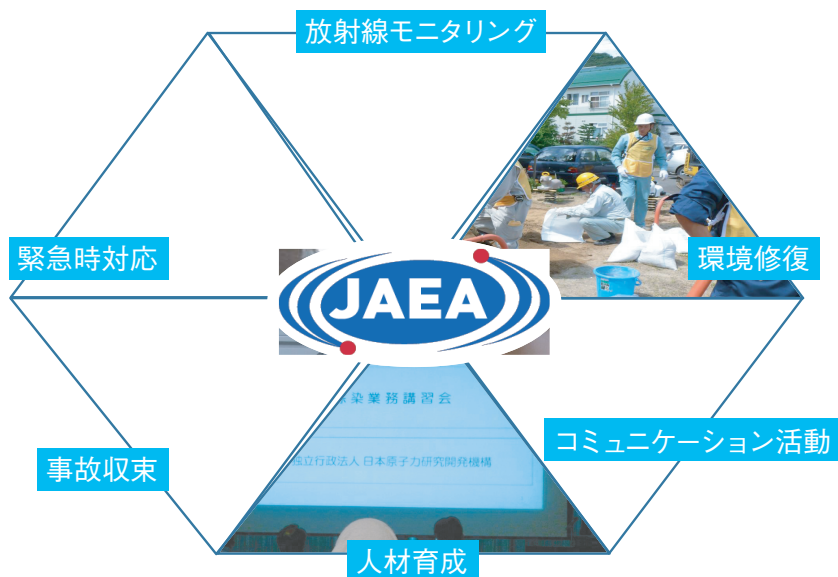 放射線モニタリング
緊急時対応
環境修復
JAEA
染業務講習会
独立行政法人 日本原子力研究開発機構
コミュニケーション活動
事故収束
人材育成